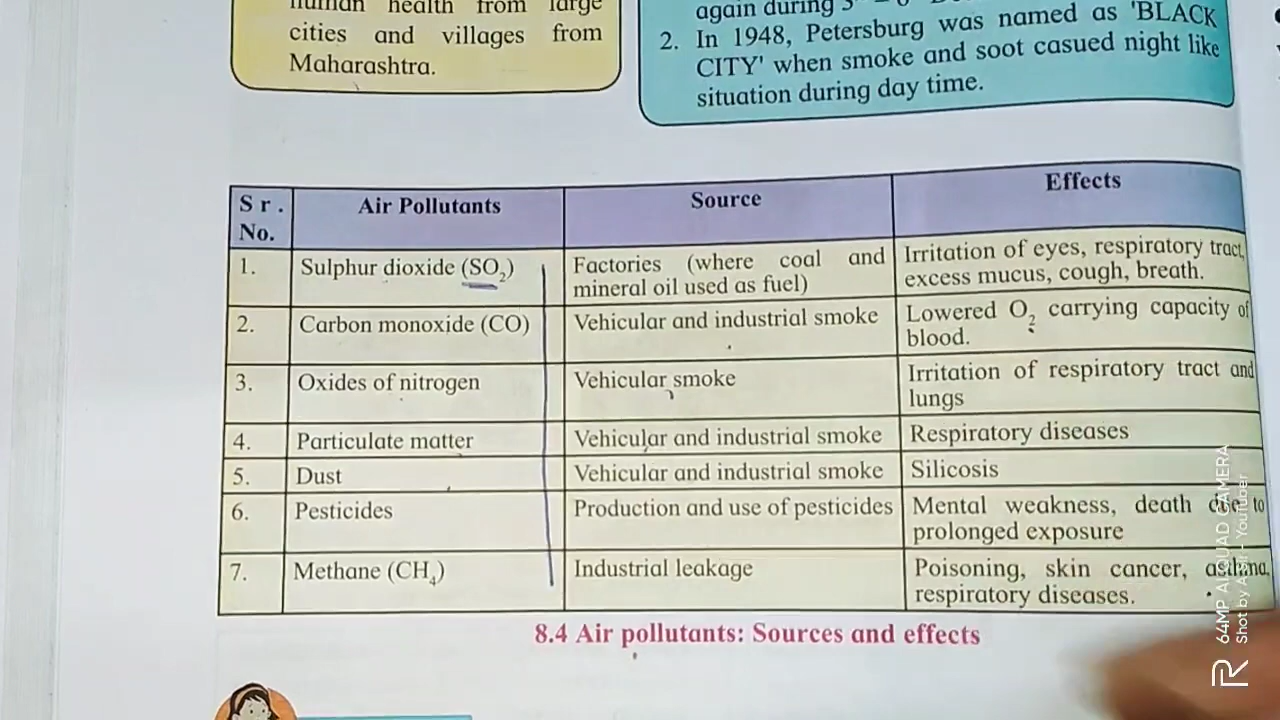 human health from large
cities and villages from
Maharashtra.
again during
2. In 1948, Petersburg was named as 'BLACK
CITY' when smoke and soot casued night like
situation during day time.
Sr. No. Air Pollutants Source Effects
1. Sulphur dioxide (SO₂) Factories (where coal and
mineral oil used as fuel) Irritation of eyes, respiratory tract,
excess mucus, cough, breath.
2. Carbon monoxide (CO) Vehicular and industrial smoke Lowered O₂ carrying capacity of
blood.
3. Oxides of nitrogen Vehicular smoke Irritation of respiratory tract and
lungs
4. Particulate matter Vehicular and industrial smoke Respiratory diseases
5. Dust Vehicular and industrial smoke Silicosis
6. Pesticides Production and use of pesticides Mental weakness, death due to
prolonged exposure
7. Methane (CH₄) Industrial leakage Poisoning, skin cancer, asthma,
respiratory diseases.
8.4 Air pollutants: Sources and effects
64MP AI QUAD CAMERA
Shot by - YouTuber